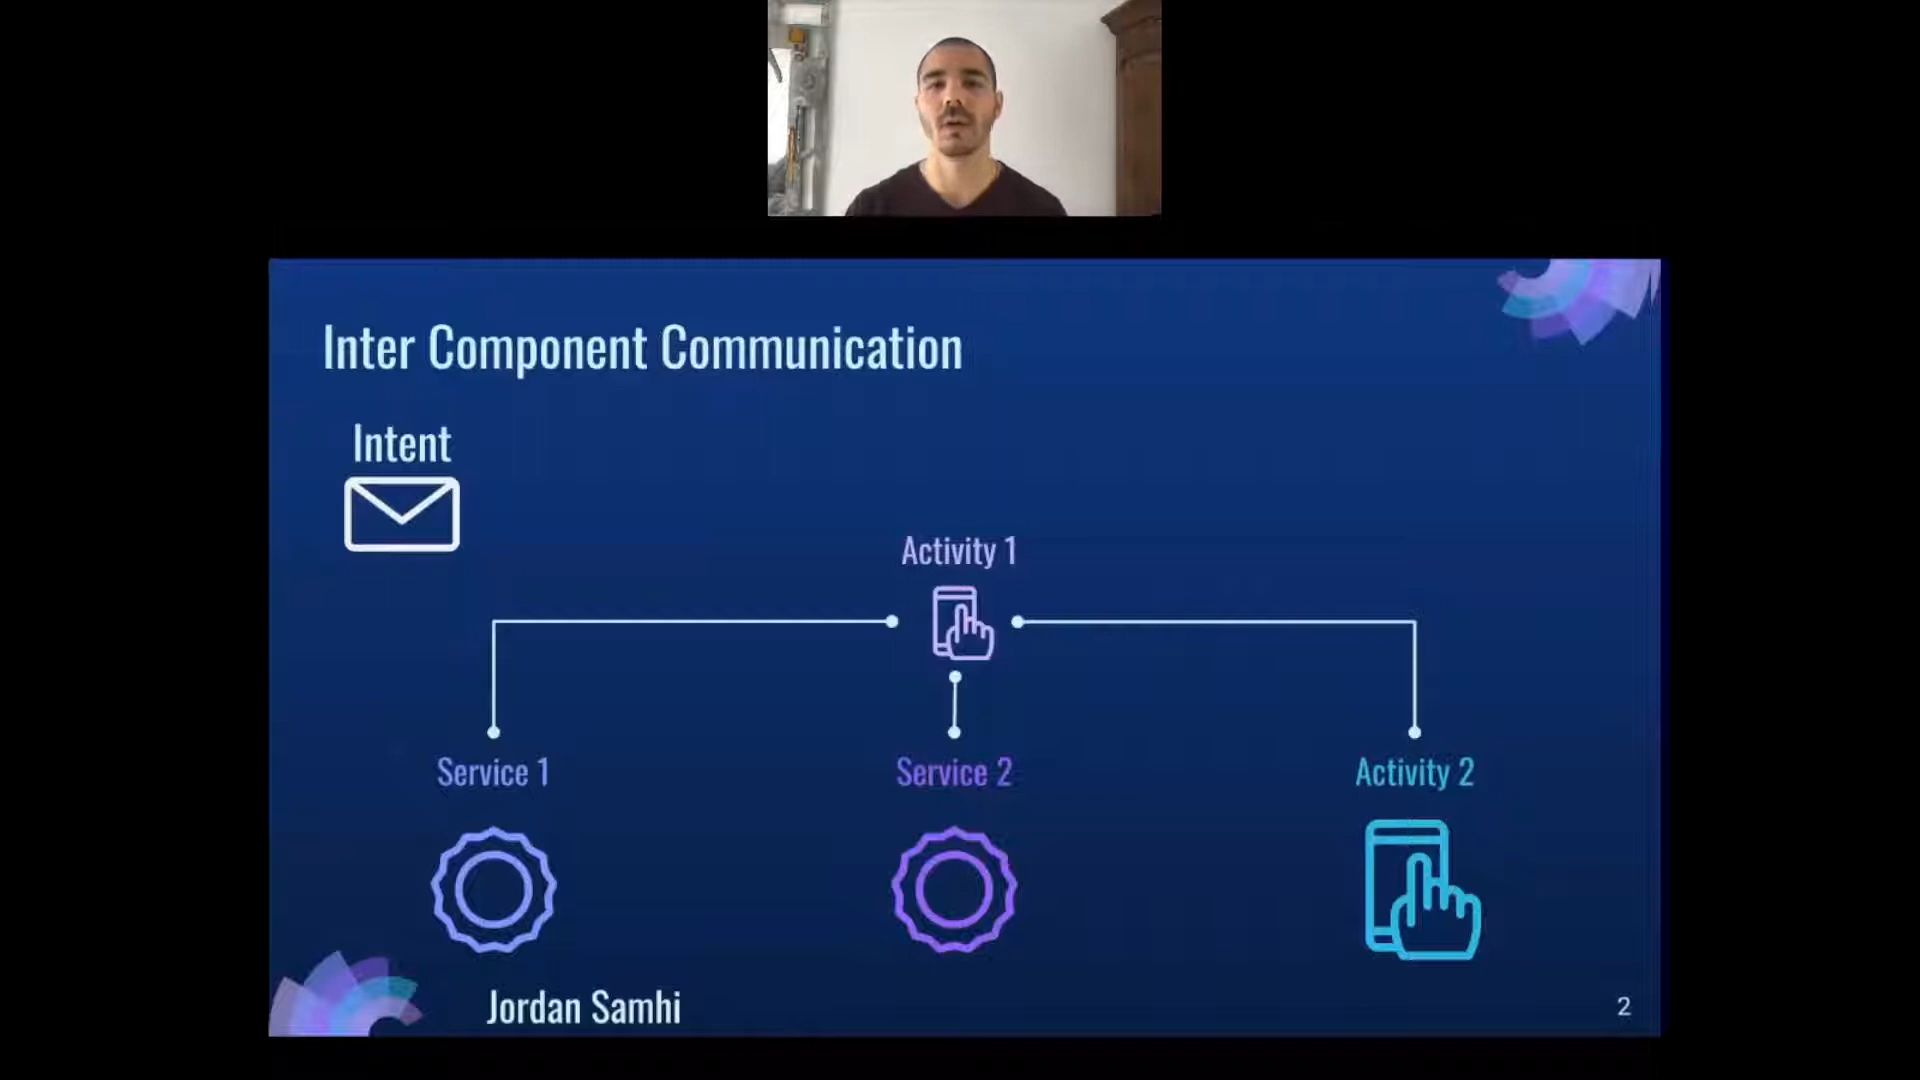 Inter Component Communication
Intent
Activity 1
Service 1
Service 2
Activity 2
Jordan Samhi
2